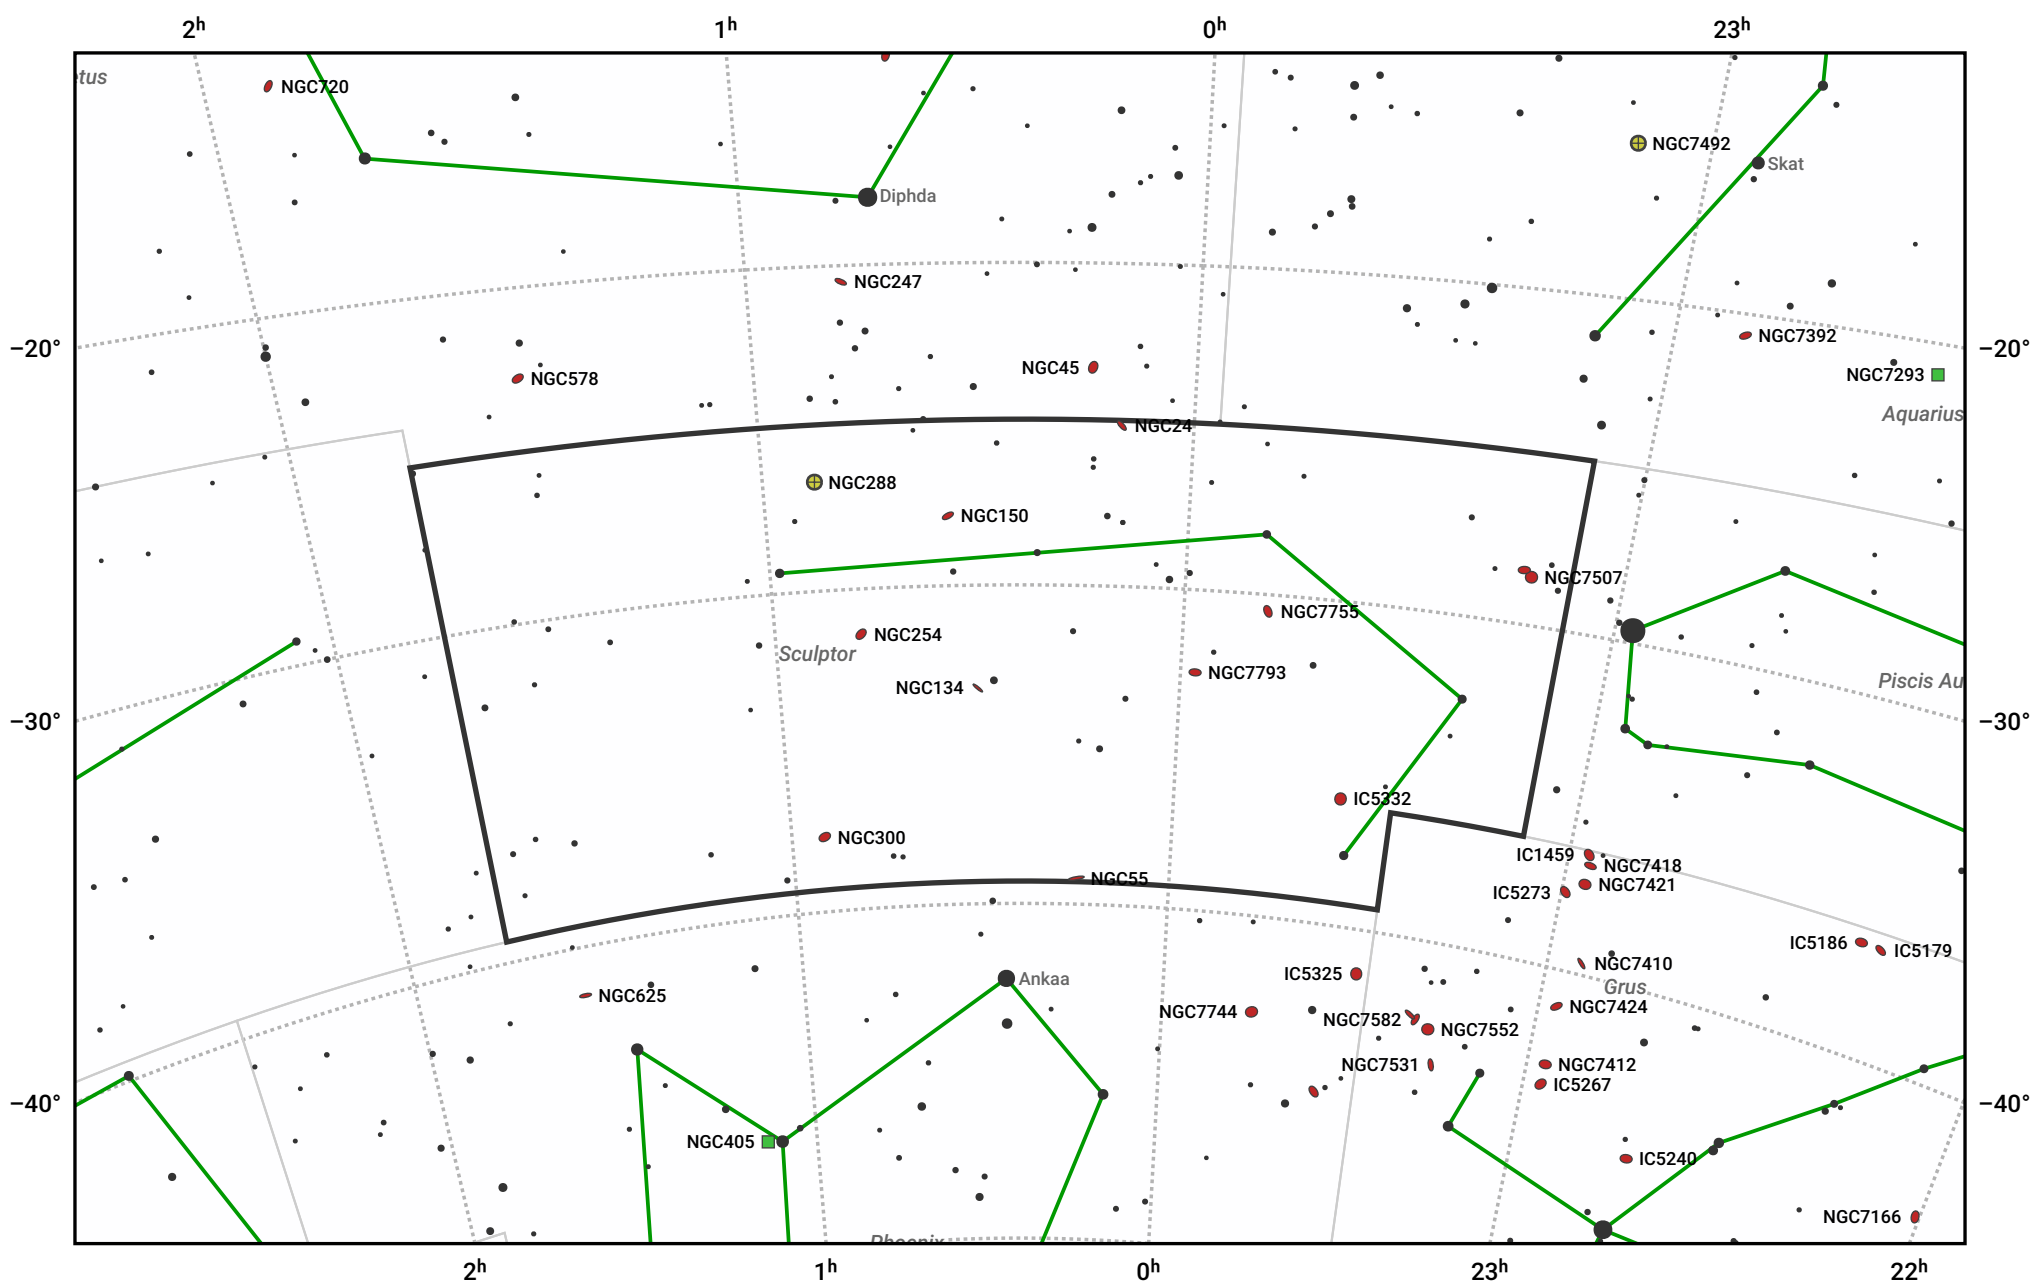 2h 1h 0h 23h
etus
NGC720
NGC7492
Skat
Diphda
NGC247
NGC7392
−20° −20°
NGC45
NGC7293
NGC578
Aquarius
NGC24
NGC288
NGC150
NGC7507
NGC7755
NGC254
Sculptor
NGC7793
Piscis Au
NGC134
−30° −30°
IC5332
NGC300
IC1459
NGC7418
NGC55
NGC7421
IC5273
IC5186
IC5179
NGC7410
IC5325
Ankaa
Grus
NGC625
NGC7424
NGC7744
NGC7582
NGC7552
NGC7531
NGC7412
IC5267
−40° −40°
NGC405
IC5240
NGC7166
Phoenix
2h 1h 0h 23h 22h